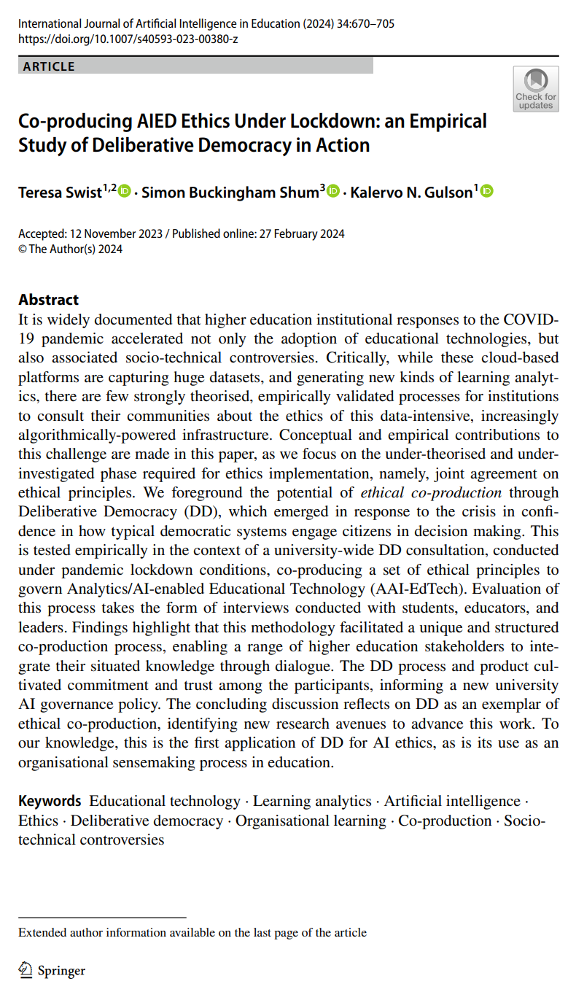 International Journal of Artificial Intelligence in Education (2024) 34:670–705
https://doi.org/10.1007/s40593-023-00380-z
ARTICLE
Check for
updates
Co-producing AIED Ethics Under Lockdown: an Empirical
Study of Deliberative Democracy in Action
Teresa Swist1,2 iD · Simon Buckingham Shum3 iD · Kalervo N. Gulson1 iD
Accepted: 12 November 2023 / Published online: 27 February 2024
© The Author(s) 2024
Abstract
It is widely documented that higher education institutional responses to the COVID-
19 pandemic accelerated not only the adoption of educational technologies, but
also associated socio-technical controversies. Critically, while these cloud-based
platforms are capturing huge datasets, and generating new kinds of learning analyt-
ics, there are few strongly theorised, empirically validated processes for institutions
to consult their communities about the ethics of this data-intensive, increasingly
algorithmically-powered infrastructure. Conceptual and empirical contributions to
this challenge are made in this paper, as we focus on the under-theorised and under-
investigated phase required for ethics implementation, namely, joint agreement on
ethical principles. We foreground the potential of ethical co-production through
Deliberative Democracy (DD), which emerged in response to the crisis in confi-
dence in how typical democratic systems engage citizens in decision making. This
is tested empirically in the context of a university-wide DD consultation, conducted
under pandemic lockdown conditions, co-producing a set of ethical principles to
govern Analytics/AI-enabled Educational Technology (AAI-EdTech). Evaluation of
this process takes the form of interviews conducted with students, educators, and
leaders. Findings highlight that this methodology facilitated a unique and structured
co-production process, enabling a range of higher education stakeholders to inte-
grate their situated knowledge through dialogue. The DD process and product cul-
tivated commitment and trust among the participants, informing a new university
AI governance policy. The concluding discussion reflects on DD as an exemplar of
ethical co-production, identifying new research avenues to advance this work. To
our knowledge, this is the first application of DD for AI ethics, as is its use as an
organisational sensemaking process in education.
Keywords Educational technology · Learning analytics · Artificial intelligence ·
Ethics · Deliberative democracy · Organisational learning · Co-production · Socio-
technical controversies
Extended author information available on the last page of the article
Springer